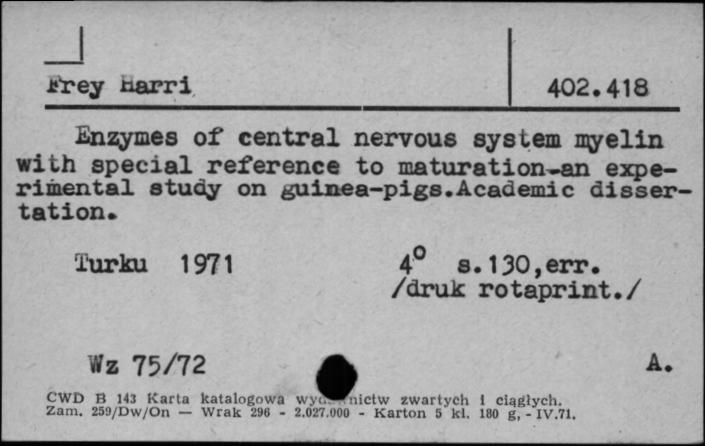 Frey Harri 402.418
Enzymes of central nervous system myelin
with special reference to maturation-an expe-
rimental study on guinea-pigs.Academic disser-
tation.
Turku 1971 4° s.130,err.
/druk rotaprint./
Wz 75/72 A.
CWD B 143 Karta katalogowa zwartych i ciągłych.
Zam. 259/Dw/On — Wrak 296 - 2.027.000 - Karton 5 kl. 180 g, - IV.71.